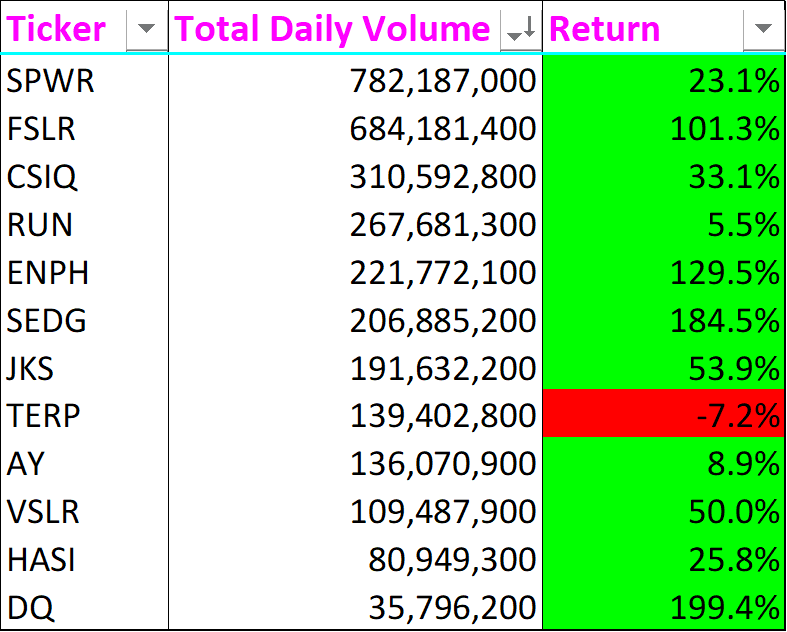 Ticker Total Daily Volume Return
SPWR 782,187,000 23.1%
FSLR 684,181,400 101.3%
CSIQ 310,592,800 33.1%
RUN 267,681,300 5.5%
ENPH 221,772,100 129.5%
SEDG 206,885,200 184.5%
JKS 191,632,200 53.9%
TERP 139,402,800 -7.2%
AY 136,070,900 8.9%
VSLR 109,487,900 50.0%
HASI 80,949,300 25.8%
DQ 35,796,200 199.4%